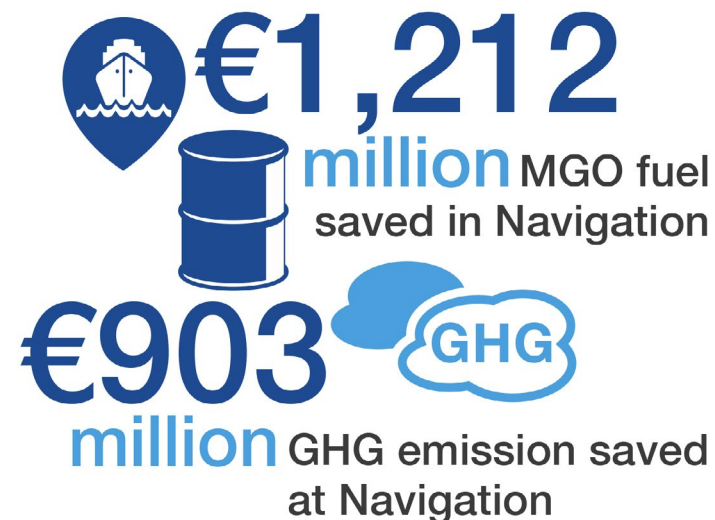 €1,212
million MGO fuel
saved in Navigation
€903
GHG
million GHG emission saved
at Navigation